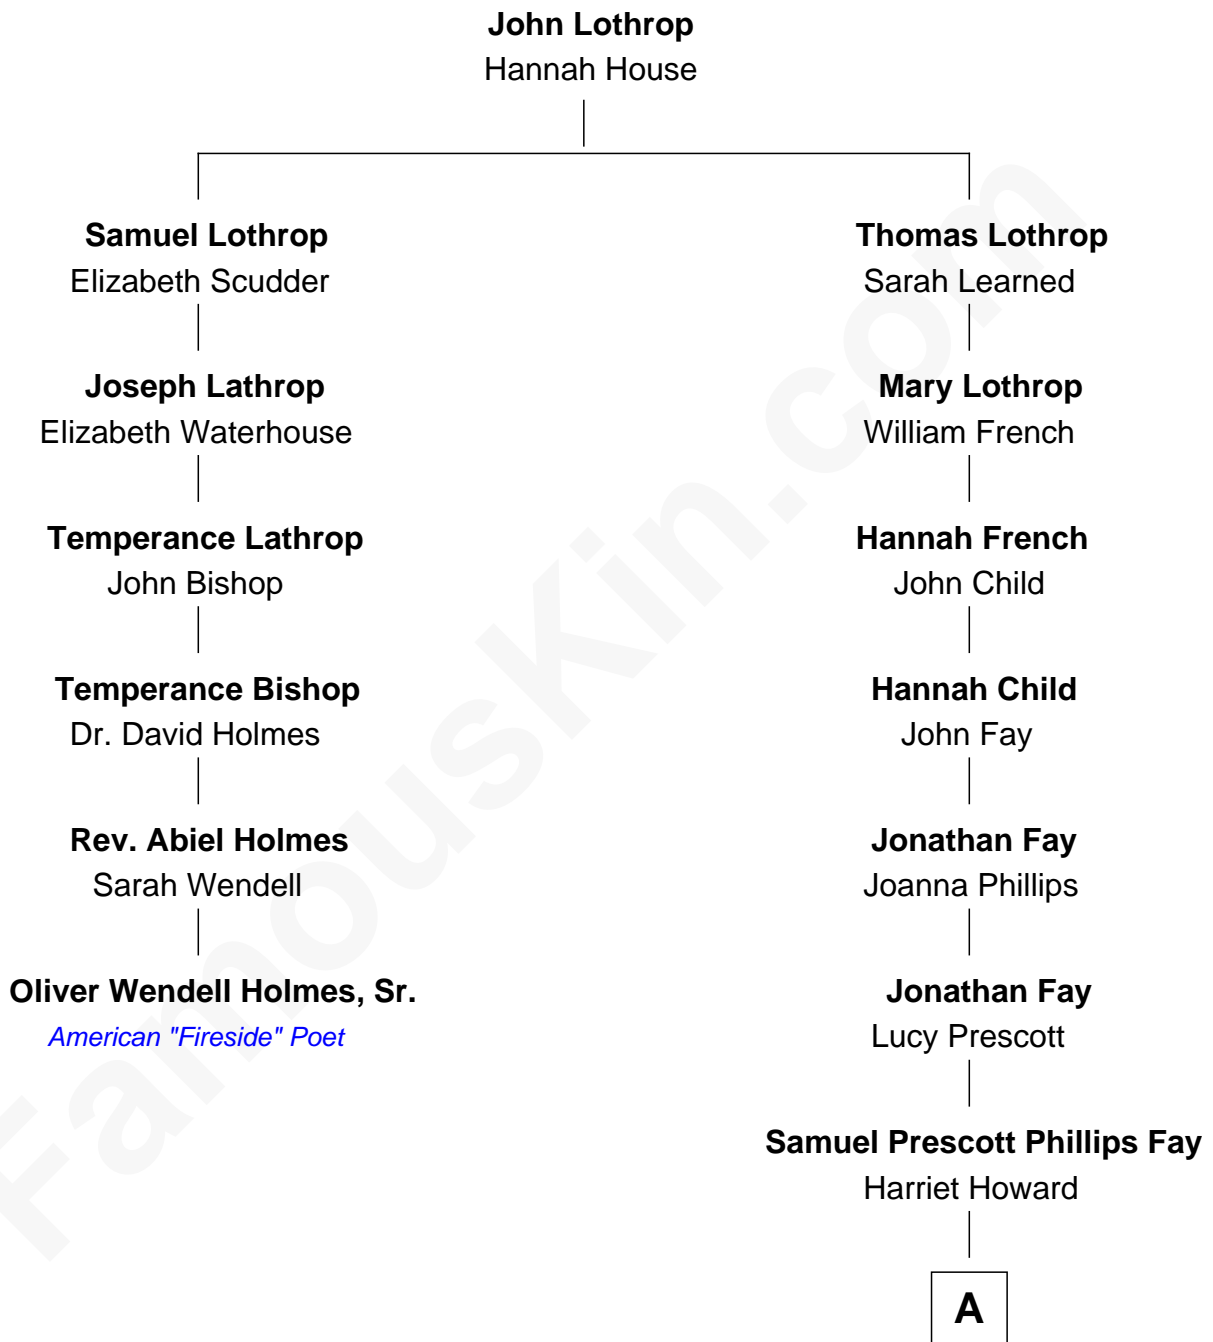 John Lothrop
Hannah House
Samuel Lothrop
Elizabeth Scudder
Thomas Lothrop
Sarah Learned
Joseph Lathrop
Elizabeth Waterhouse
Mary Lothrop
William French
Temperance Lathrop
John Bishop
Hannah French
John Child
Temperance Bishop
Dr. David Holmes
Hannah Child
John Fay
Rev. Abiel Holmes
Sarah Wendell
Jonathan Fay
Joanna Phillips
Oliver Wendell Holmes, Sr.
American "Fireside" Poet
Jonathan Fay
Lucy Prescott
Samuel Prescott Phillips Fay
Harriet Howard
A
FamousKin.com